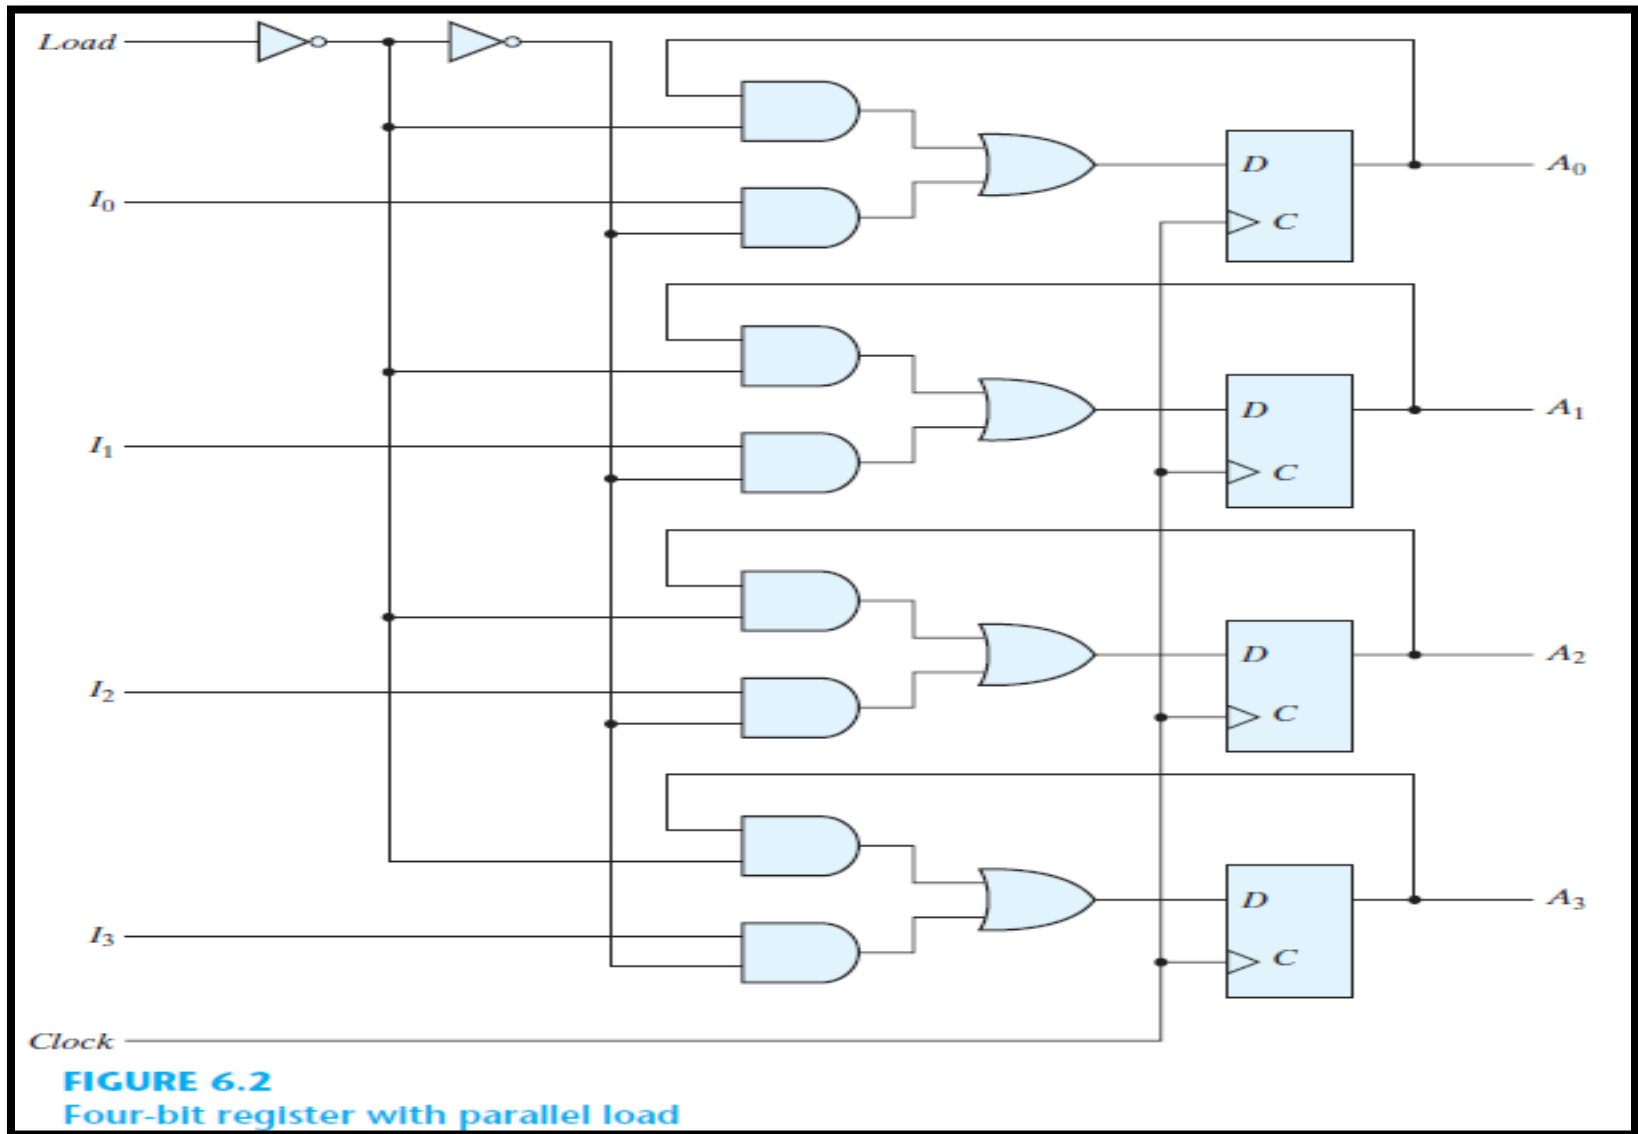 Load
I0
D
A0
C
I1
D
A1
C
I2
D
A2
C
I3
D
A3
C
Clock
FIGURE 6.2
Four-bit register with parallel load